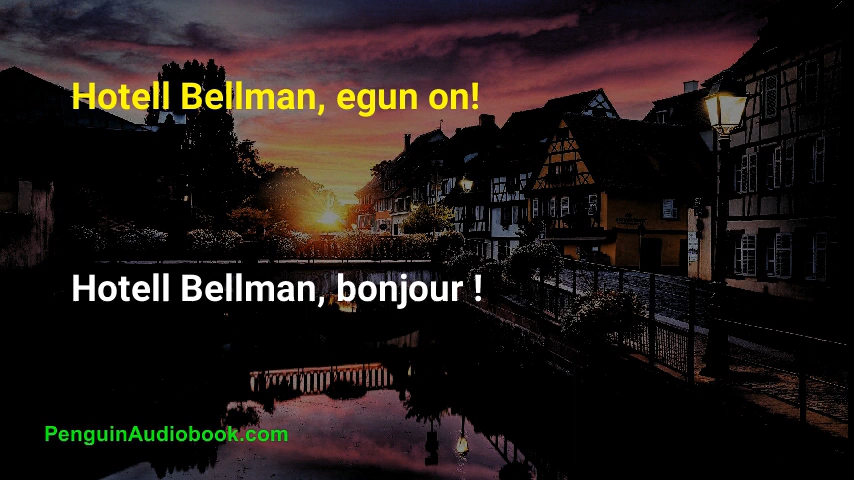 Hotell Bellman, egun on!
Hotell Bellman, bonjour !
PenguinAudiobook.com